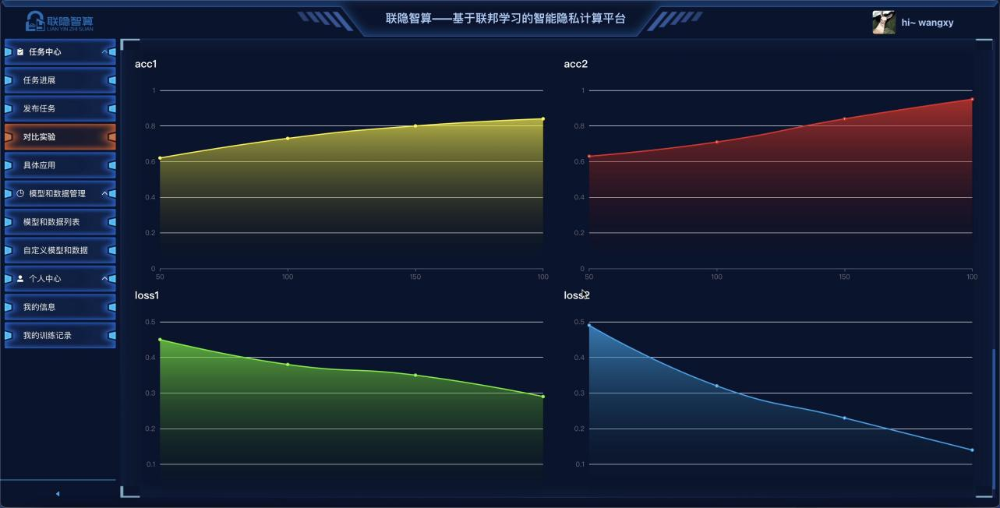 联隐智算
LIAN YIN ZHI SUAN
联隐智算——基于联邦学习的智能隐私计算平台
hi~ wangxy
任务中心
任务进展
发布任务
对比实验
具体应用
模型和数据管理
模型和数据列表
自定义模型和数据
个人中心
我的信息
我的训练记录
acc1
1
0.8
0.6
0.4
0.2
0
50 100 150 100
acc2
1
0.8
0.6
0.4
0.2
0
50 100 150 100
loss1
0.5
0.4
0.3
0.2
0.1
loss2
0.5
0.4
0.3
0.2
0.1